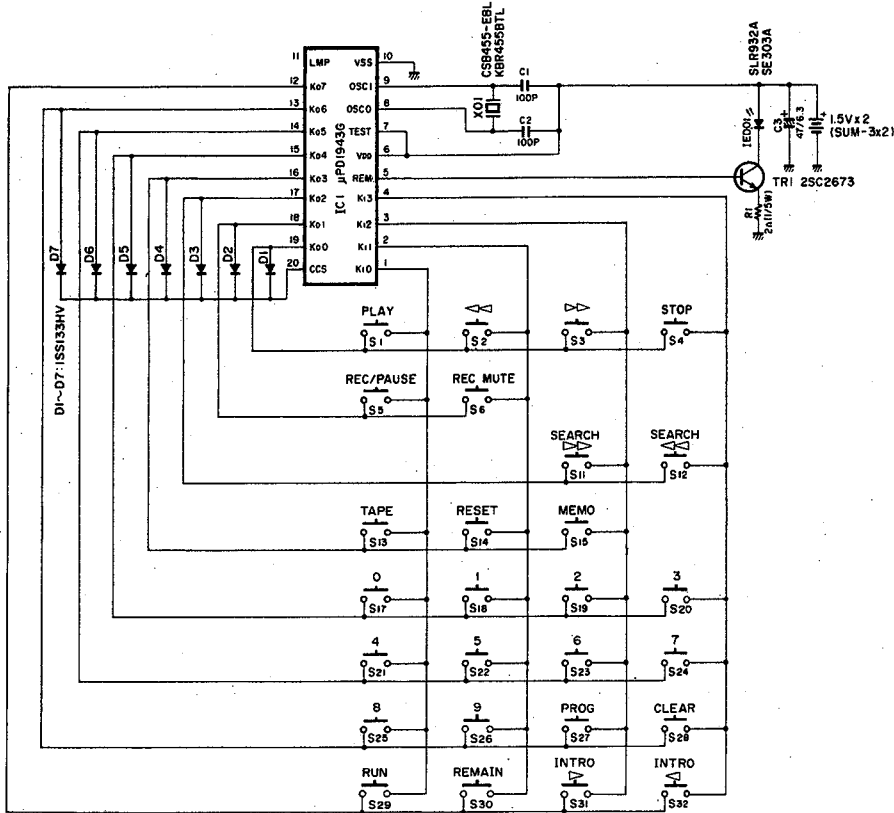 CSB455-EBL
KBR455BTL
SLR932A
SE303A
11 LMP VSS 10
12 Ko7 OSCI 9
13 Ko6 OSCO 8
14 Ko5 TEST 7
15 Ko4 VDD 6
16 Ko3 REM 5
17 Ko2 Ki3 4
18 Ko1 Ki2 3
19 Ko0 Ki1 2
20 CCS Ki0 1
IC1 μPD1943G
XO1
C1
100P
C2
100P
IED01
C3 +
47/6.3
+ 1.5V x 2
(SUM-3x2)
TR1 2SC2673
R1
2Ω(1/5W)
D7
D6
D5
D4
D3
D2
D1
D1~D7:1SS133HV
PLAY STOP
S1 S2 S3 S4
REC/PAUSE REC MUTE
S5 S6
SEARCH SEARCH
S11 S12
TAPE RESET MEMO
S13 S14 S15
0 1 2 3
S17 S18 S19 S20
4 5 6 7
S21 S22 S23 S24
8 9 PROG CLEAR
S25 S26 S27 S28
RUN REMAIN INTRO INTRO
S29 S30 S31 S32